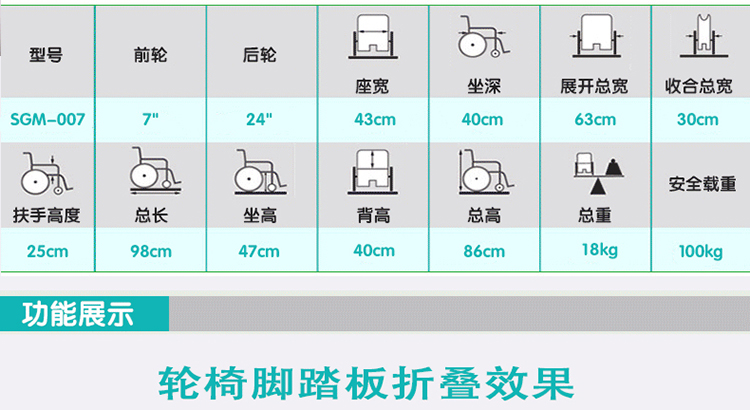 型号 前轮 后轮 座宽 坐深 展开总宽 收合总宽
SGM-007 7" 24" 43cm 40cm 63cm 30cm
扶手高度 总长 坐高 背高 总高 总重 安全载重
25cm 98cm 47cm 40cm 86cm 18kg 100kg
功能展示
轮椅脚踏板折叠效果